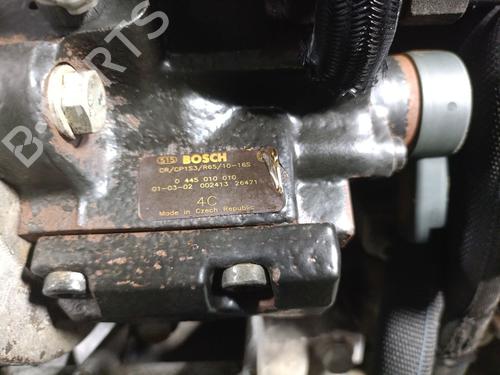 BOSCH
CR/CP1S3/R65/10-16S
0 445 010 010
01-03-02 002413 26471
4C
Made in Czech Republic
PARTS